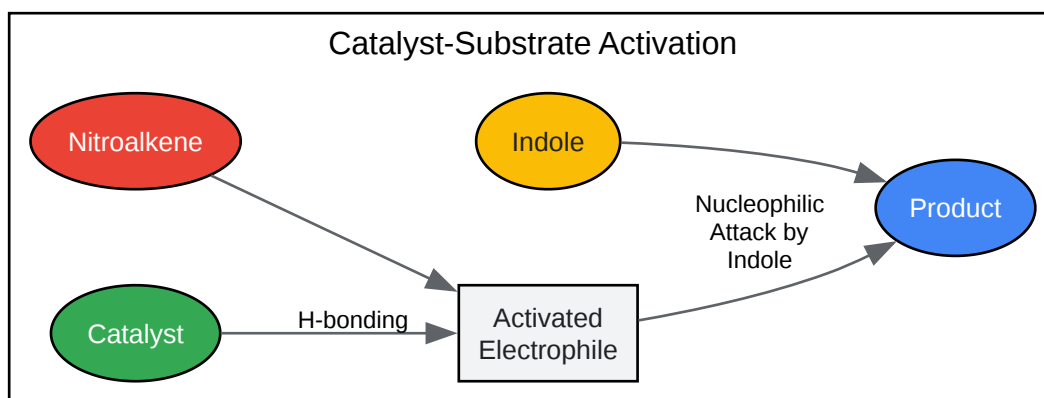 Catalyst-Substrate Activation
Nitroalkene
Indole
Nucleophilic
Attack by
Indole
Product
Catalyst
H-bonding
Activated
Electrophile